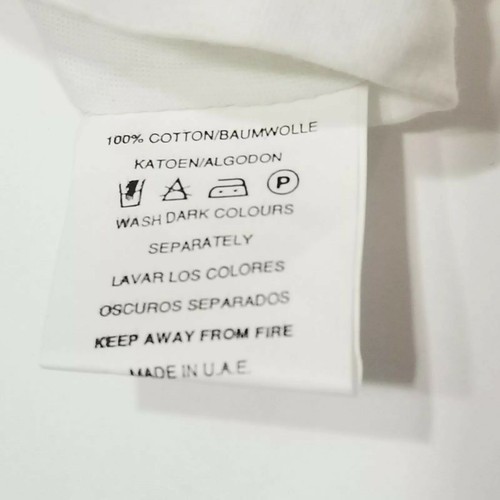 100% COTTON/BAUMWOLLE
KATOEN/ALGODON
P
WASH DARK COLOURS
SEPARATELY
LAVAR LOS COLORES
OSCUROS SEPARADOS
KEEP AWAY FROM FIRE
MADE IN U.A.E.